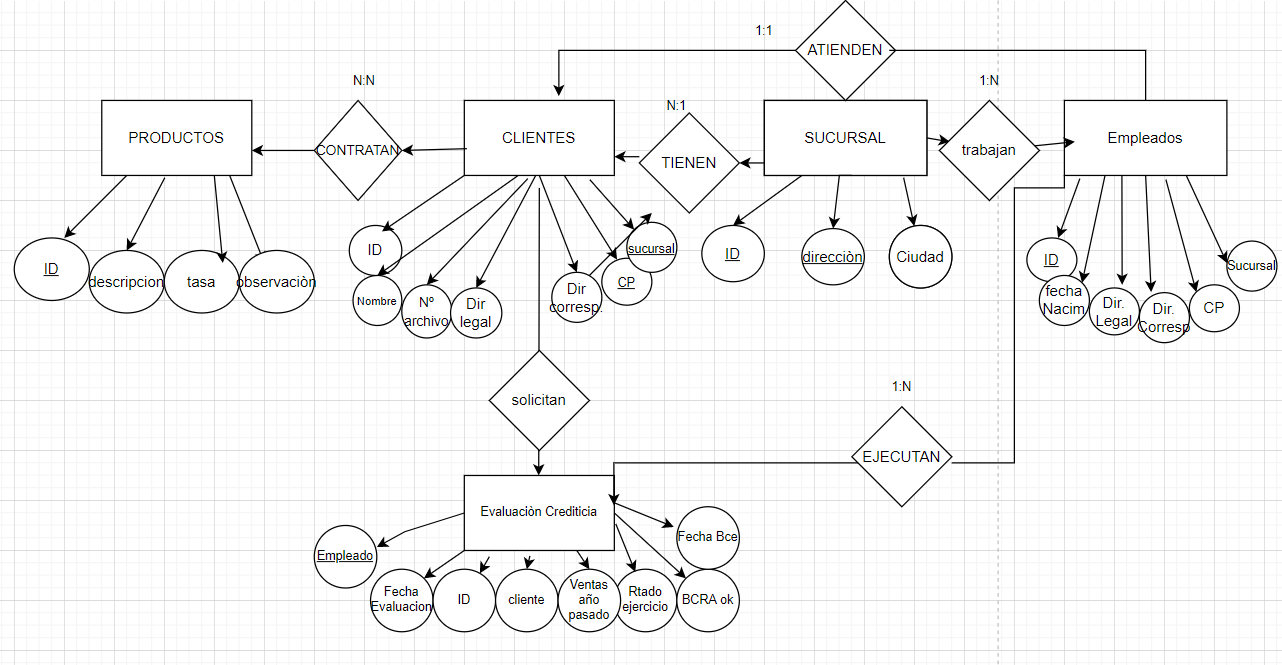 1:1
ATIENDEN
N:N
1:N
N:1
PRODUCTOS
CONTRATAN
CLIENTES
TIENEN
SUCURSAL
trabajan
Empleados
ID
descripcion
tasa
observaciòn
ID
Nombre
Nº
archivo
Dir
legal
Dir
corresp.
CP
sucursal
ID
direcciòn
Ciudad
ID
fecha
Nacim
Dir.
Legal
Dir.
Corresp
CP
Sucursal
solicitan
1:N
EJECUTAN
Evaluaciòn Crediticia
Empleado
Fecha
Evaluacion
ID
cliente
Ventas
año
pasado
Rtado
ejercicio
BCRA ok
Fecha Bce